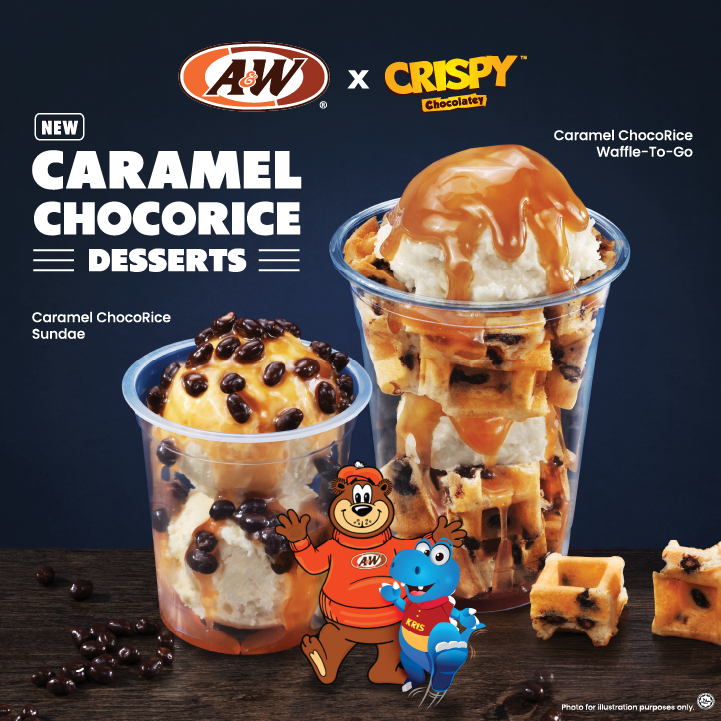 A&W
®
x
CRISPY™
Chocolatey
NEW
CARAMEL
CHOCORICE
DESSERTS
Caramel ChocoRice
Waffle-To-Go
Caramel ChocoRice
Sundae
A&W
KRIS
Photo for illustration purposes only.